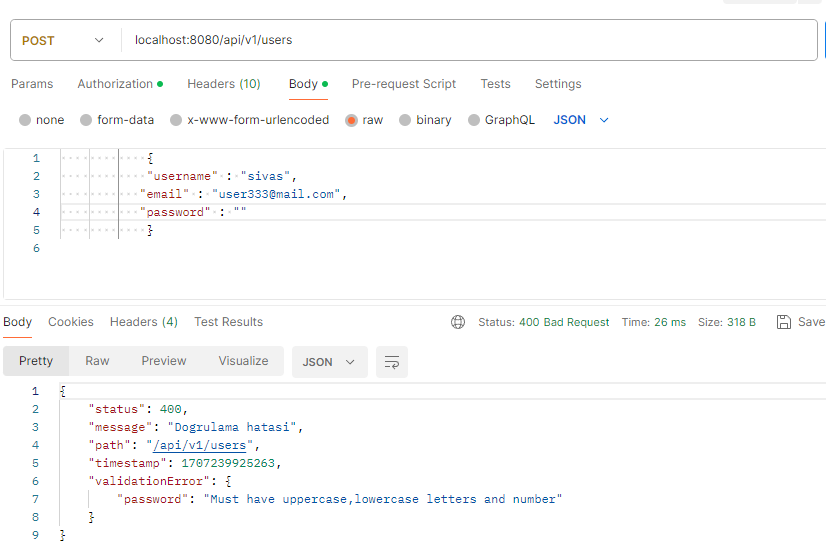 POST localhost:8080/api/v1/users
Params Authorization Headers (10) Body Pre-request Script Tests Settings
none form-data x-www-form-urlencoded raw binary GraphQL JSON
1 {
2 "username" : "sivas",
3 "email" : "user333@mail.com",
4 "password" : ""
5 }
6
Body Cookies Headers (4) Test Results Status: 400 Bad Request Time: 26 ms Size: 318 B Save
Pretty Raw Preview Visualize JSON
1 {
2 "status": 400,
3 "message": "Dogrulama hatasi",
4 "path": "/api/v1/users",
5 "timestamp": 1707239925263,
6 "validationError": {
7 "password": "Must have uppercase,lowercase letters and number"
8 }
9 }